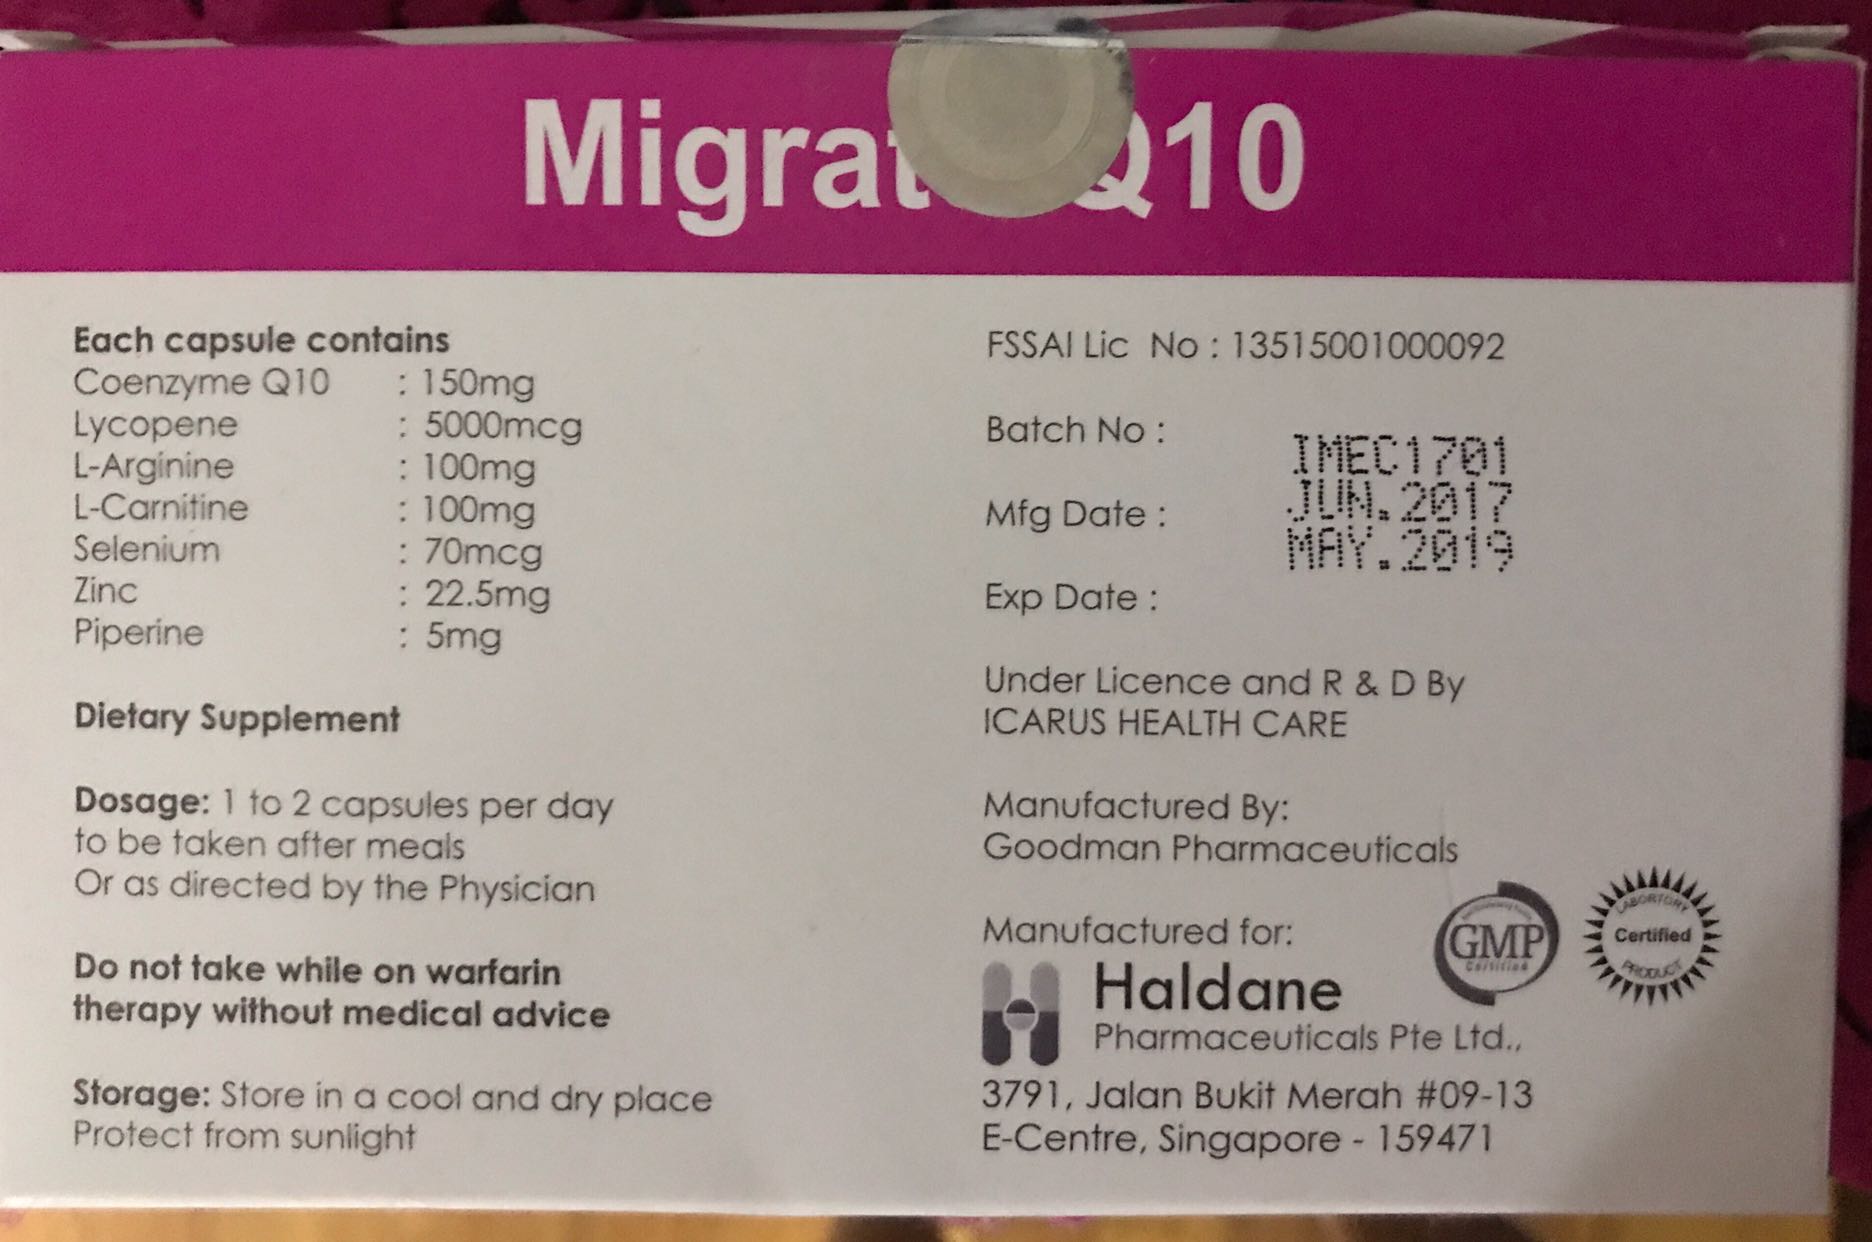 Migrat Q10
Each capsule contains
Coenzyme Q10 : 150mg
Lycopene : 5000mcg
L-Arginine : 100mg
L-Carnitine : 100mg
Selenium : 70mcg
Zinc : 22.5mg
Piperine : 5mg
Dietary Supplement
Dosage: 1 to 2 capsules per day
to be taken after meals
Or as directed by the Physician
Do not take while on warfarin
therapy without medical advice
Storage: Store in a cool and dry place
Protect from sunlight
FSSAI Lic No : 13515001000092
Batch No :
IMEC1701
Mfg Date :
JUN.2017
MAY.2019
Exp Date :
Under Licence and R & D By
ICARUS HEALTH CARE
Manufactured By:
Goodman Pharmaceuticals
Manufactured for:
Haldane
Pharmaceuticals Pte Ltd.,
3791, Jalan Bukit Merah #09-13
E-Centre, Singapore - 159471
GMP
Certified
LABORTORY
Certified
PRODUCT